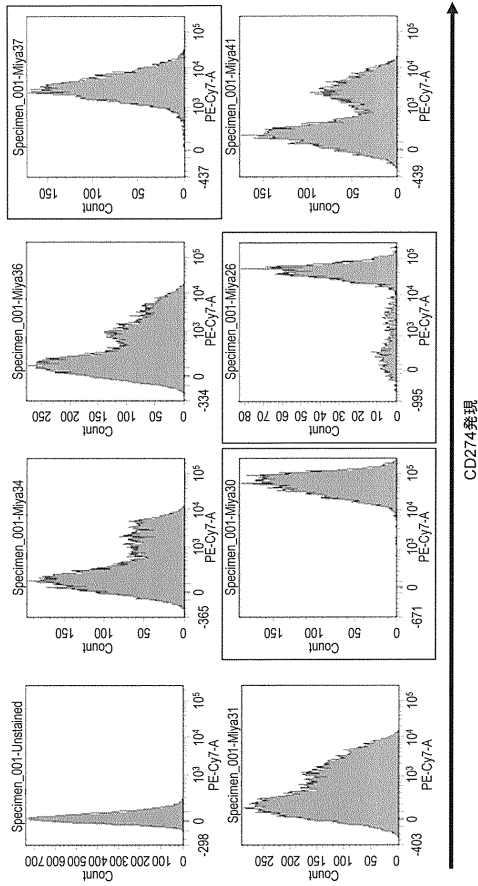 Specimen_001-Unstained
Count
100 200 300 400 500 600 700
0
-298 0 10³ 10⁴ 10⁵
PE-Cy7-A
Specimen_001-Miya34
Count
150
100
50
0
-365 0 10³ 10⁴ 10⁵
PE-Cy7-A
Specimen_001-Miya36
Count
250
200
150
100
50
0
-334 0 10³ 10⁴ 10⁵
PE-Cy7-A
Specimen_001-Miya37
Count
150
100
50
0
-437 0 10³ 10⁴ 10⁵
PE-Cy7-A
Specimen_001-Miya31
Count
250
200
150
100
50
0
-403 0 10³ 10⁴ 10⁵
PE-Cy7-A
Specimen_001-Miya30
Count
150
100
50
0
-671 0 10³ 10⁴ 10⁵
PE-Cy7-A
Specimen_001-Miya26
Count
80
70
60
50
40
30
20
10
0
-995 0 10³ 10⁴ 10⁵
PE-Cy7-A
Specimen_001-Miya41
Count
150
100
50
0
-439 0 10³ 10⁴ 10⁵
PE-Cy7-A
CD274発現